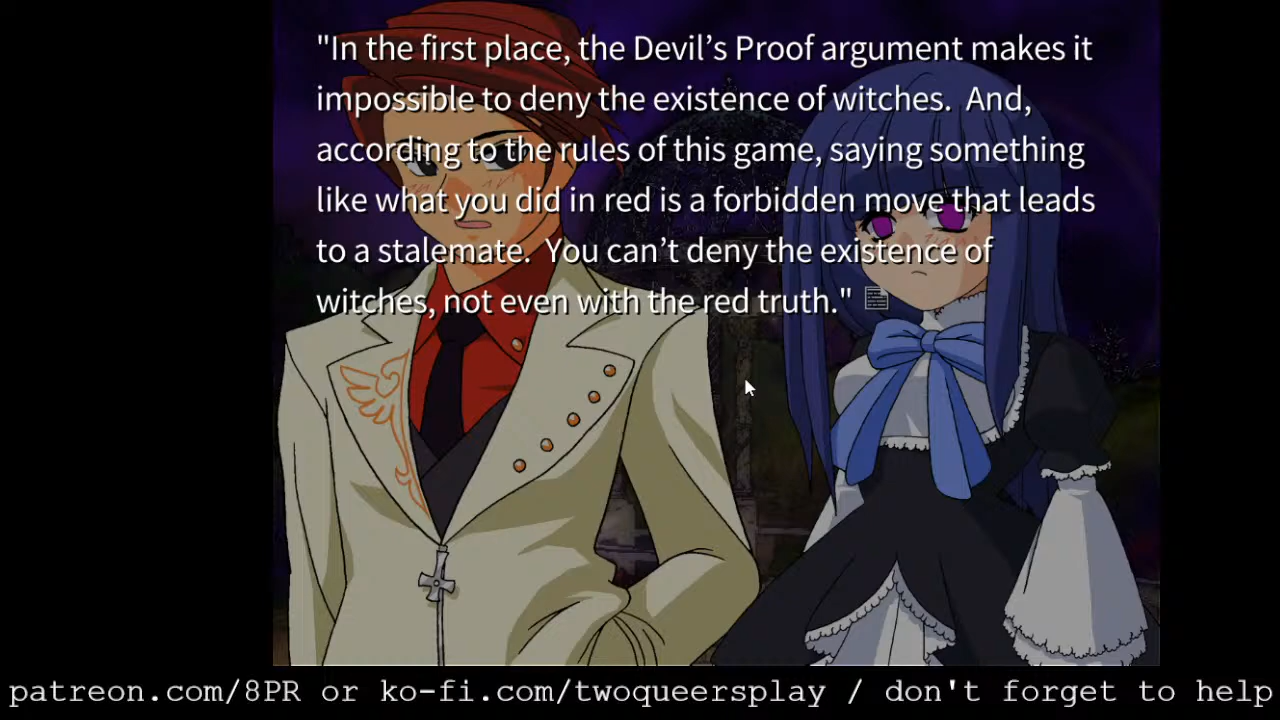 "In the first place, the Devil’s Proof argument makes it
impossible to deny the existence of witches.  And,
according to the rules of this game, saying something
like what you did in red is a forbidden move that leads
to a stalemate.  You can’t deny the existence of
witches, not even with the red truth."
patreon.com/8PR or ko-fi.com/twoqueersplay / don't forget to help